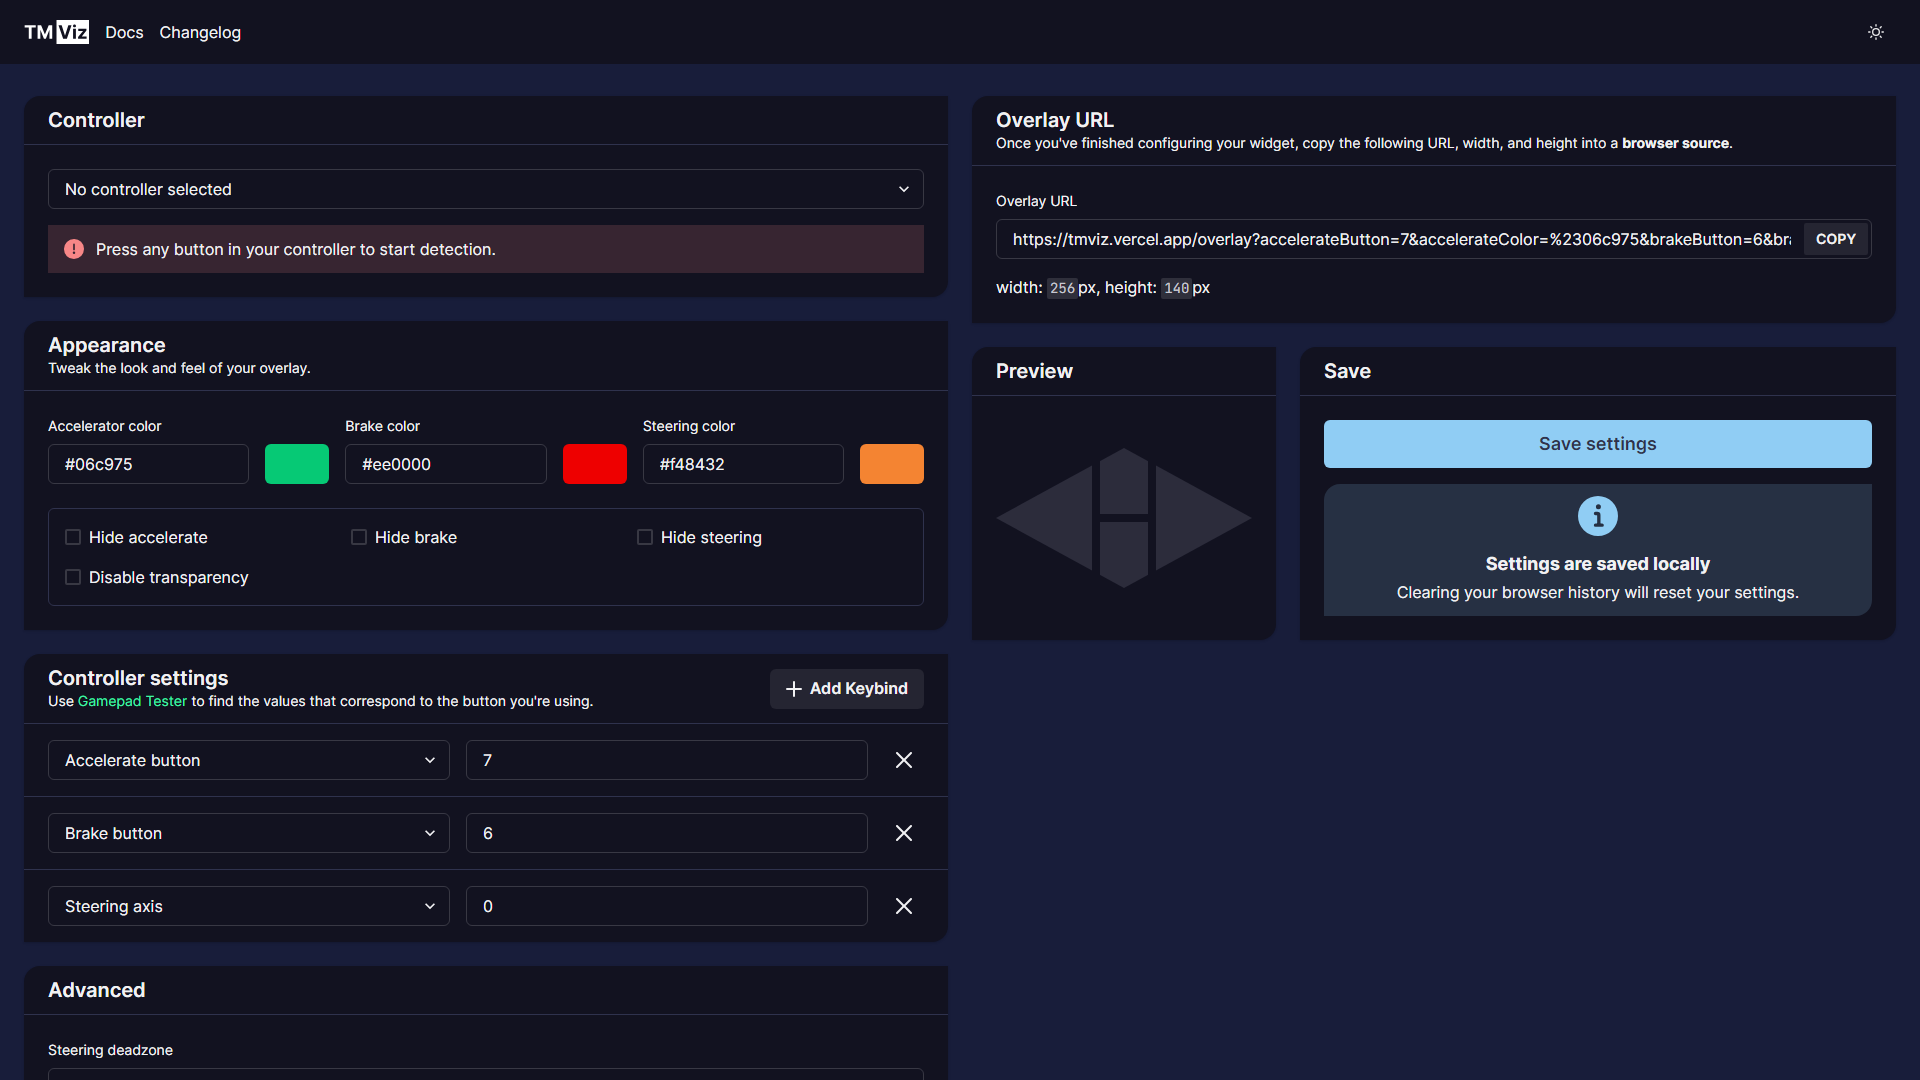 TM Viz Docs Changelog
Controller
No controller selected
Press any button in your controller to start detection.
Appearance
Tweak the look and feel of your overlay.
Accelerator color
#06c975
Brake color
#ee0000
Steering color
#f48432
Hide accelerate
Hide brake
Hide steering
Disable transparency
Controller settings
Use Gamepad Tester to find the values that correspond to the button you're using.
Add Keybind
Accelerate button
7
Brake button
6
Steering axis
0
Advanced
Steering deadzone
Overlay URL
Once you've finished configuring your widget, copy the following URL, width, and height into a browser source.
Overlay URL
https://tmviz.vercel.app/overlay?accelerateButton=7&accelerateColor=%2306c975&brakeButton=6&bra
COPY
width: 256 px, height: 140 px
Preview
Save
Save settings
Settings are saved locally
Clearing your browser history will reset your settings.